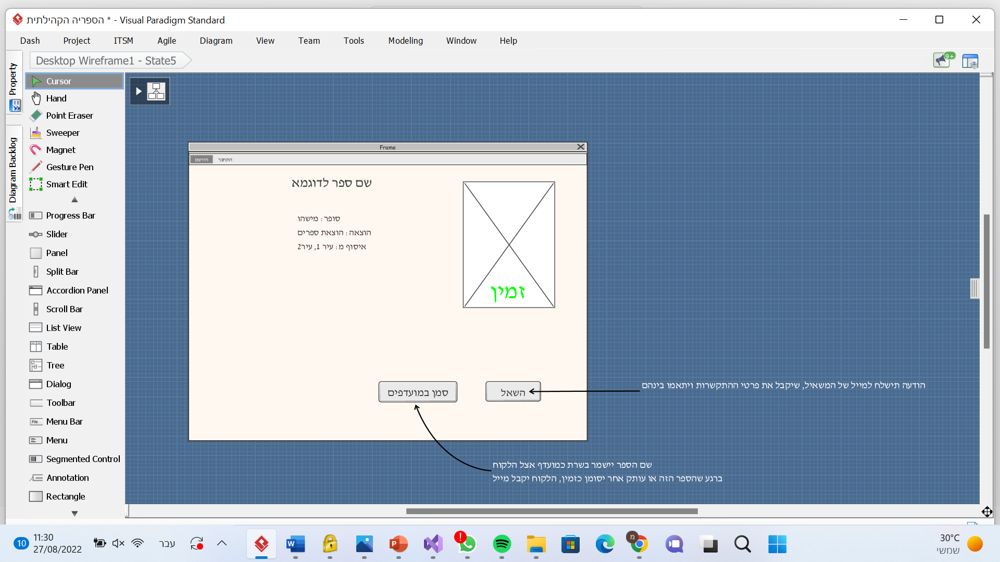 הספריה הקהילתית * - Visual Paradigm Standard
Dash Project ITSM Agile Diagram View Team Tools Modeling Window Help
Desktop Wireframe1 - State5
9+
Property
Diagram Backlog
Cursor
Hand
Point Eraser
Sweeper
Magnet
Gesture Pen
Smart Edit
Progress Bar
Slider
Panel
Split Bar
Accordion Panel
Scroll Bar
List View
Table
Tree
Dialog
Toolbar
File
Menu Bar
Menu
Segmented Control
Annotation
Rectangle
Frame
הירשם התחבר
שם ספר לדוגמא
סופר : מישהו
הוצאה : הוצאת ספרים
איסוף מ : עיר 1, עיר2
זמין
סמן במועדפים
השאל
הודעה תישלח למייל של המשאיל, שיקבל את פרטי ההתקשרות ויתאמו בינהם
שם הספר יישמר בשרת כמועדף אצל הלקוח
ברגע שהספר הזה או עותק אחר יסומן כזמין, הלקוח יקבל מייל
10
11:30
27/08/2022
עבר
W
P
!
מ
30°C
שמשי